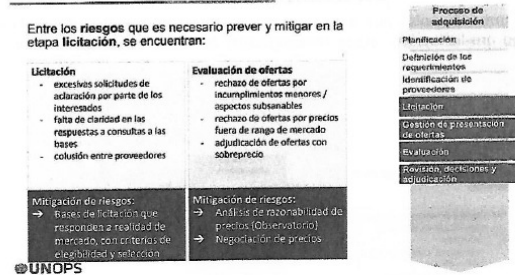 Entre los riesgos que es necesario prever y mitigar en la
etapa licitación, se encuentran:
Licitación
- excesivas solicitudes de
aclaración por parte de los
interesados
- falta de claridad en las
respuestas a consultas a las
bases
- colusión entre proveedores
Mitigación de riesgos:
→ Bases de licitación que
responden a realidad de
mercado, con criterios de
elegibilidad y selección
Evaluación de ofertas
- rechazo de ofertas por
incumplimientos menores /
aspectos subsanables
- rechazo de ofertas por precios
fuera de rango de mercado
- adjudicación de ofertas con
sobreprecio
Mitigación de riesgos:
→ Análisis de razonabilidad de
precios (Observatorio)
→ Negociación de precios
Proceso de
adquisición
Planificación
Definición de los
requerimientos
Identificación de
proveedores
Licitación
Gestión de presentación
de ofertas
Evaluación
Revisión, decisiones y
adjudicación
UNOPS